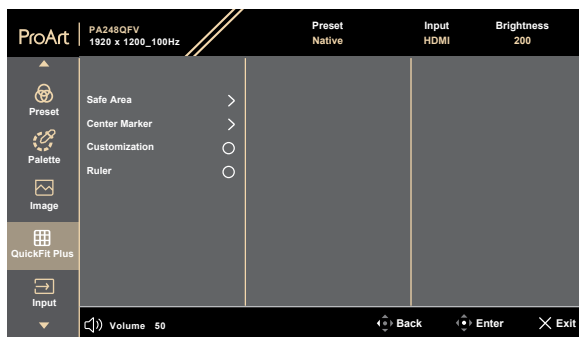 ProArt
PA248QFV
1920 x 1200_100Hz
Preset
Native
Input
HDMI
Brightness
200
Preset
Palette
Image
QuickFit Plus
Input
Safe Area
Center Marker
Customization
Ruler
Volume 50
Back
Enter
Exit